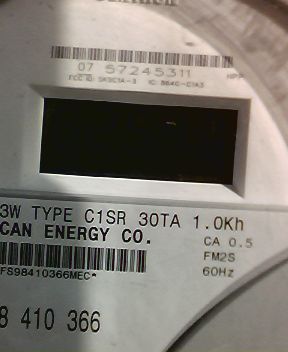 07 57245311
3W TYPE C1SR 30TA 1.0Kh
CAN ENERGY CO.
CA 0.5
FM2S
60Hz
FS98410366MEC*
8 410 366